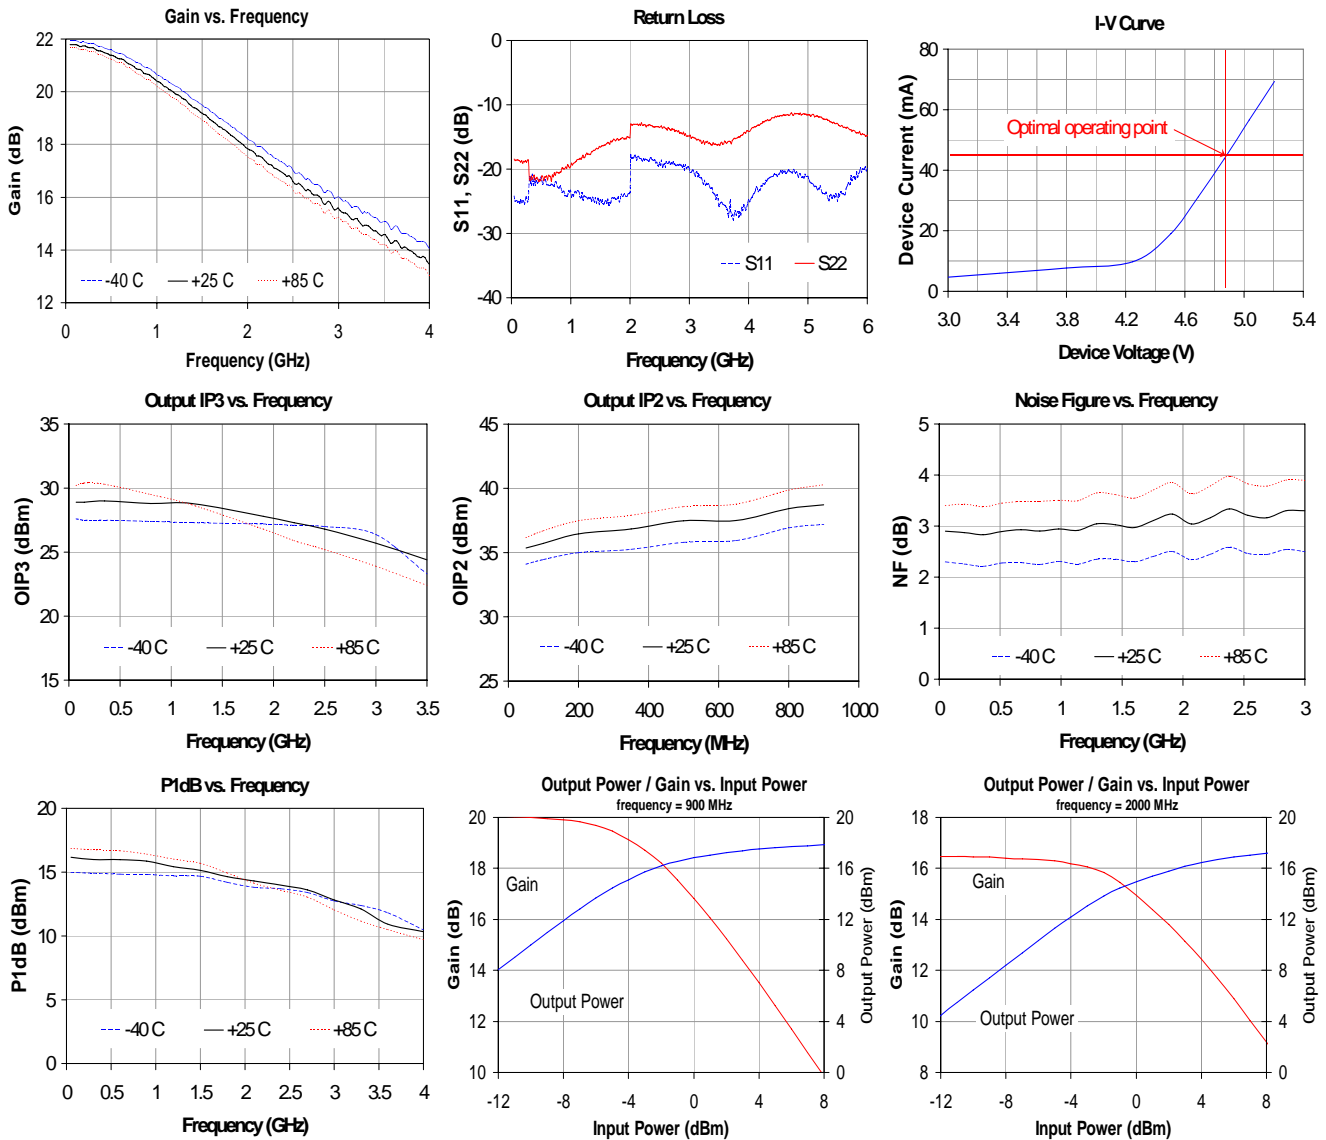 Gain vs. Frequency
22
20
18
16
14
12
Gain (dB)
-40 C
+25 C
+85 C
0
1
2
3
4
Frequency (GHz)
Return Loss
0
-10
-20
-30
-40
S11, S22 (dB)
S11
S22
0
1
2
3
4
5
6
Frequency (GHz)
I-V Curve
80
60
40
20
0
Device Current (mA)
Optimal operating point
3.0
3.4
3.8
4.2
4.6
5.0
5.4
Device Voltage (V)
Output IP3 vs. Frequency
35
30
25
20
15
OIP3 (dBm)
-40 C
+25 C
+85 C
0
0.5
1
1.5
2
2.5
3
3.5
Frequency (GHz)
Output IP2 vs. Frequency
45
40
35
30
25
OIP2 (dBm)
-40 C
+25 C
+85 C
0
200
400
600
800
1000
Frequency (MHz)
Noise Figure vs. Frequency
5
4
3
2
1
0
NF (dB)
-40 C
+25 C
+85 C
0
0.5
1
1.5
2
2.5
3
Frequency (GHz)
P1dB vs. Frequency
20
15
10
5
0
P1dB (dBm)
-40 C
+25 C
+85 C
0
0.5
1
1.5
2
2.5
3
3.5
4
Frequency (GHz)
Output Power / Gain vs. Input Power
frequency = 900 MHz
20
18
16
14
12
10
Gain (dB)
Gain
Output Power
20
16
12
8
4
0
Output Power (dBm)
-12
-8
-4
0
4
8
Input Power (dBm)
Output Power / Gain vs. Input Power
frequency = 2000 MHz
18
16
14
12
10
8
Gain (dB)
Gain
Output Power
20
16
12
8
4
0
Output Power (dBm)
-12
-8
-4
0
4
8
Input Power (dBm)